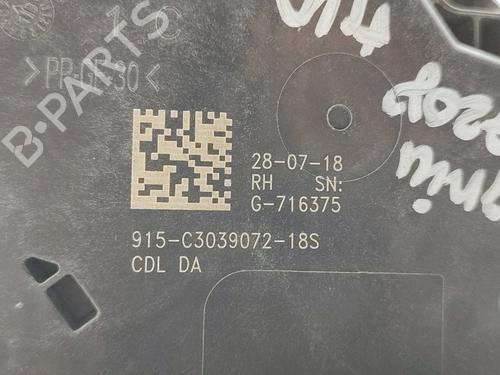 >PP-GF30<
B-PARTS
28-07-18
RH SN:
G-716375
915-C3039072-18S
CDL DA